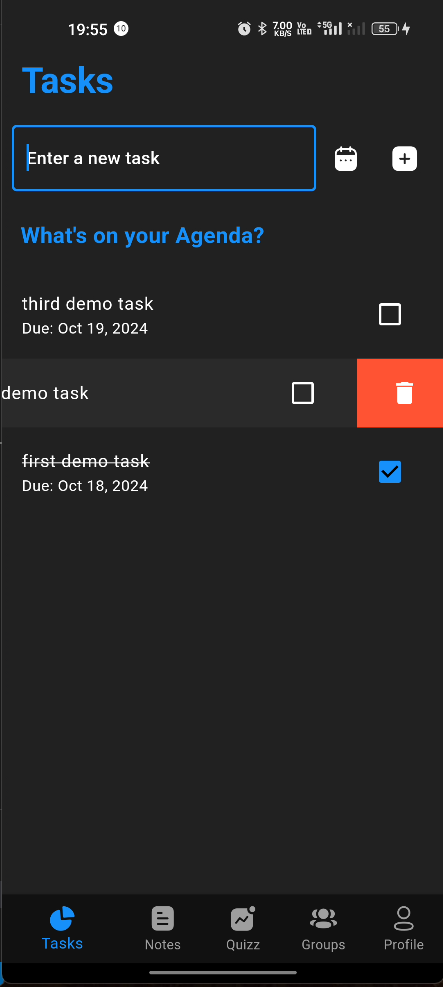 19:55 10 7.00 KB/S Vo LTE 5G 55
Tasks
Enter a new task
What's on your Agenda?
third demo task
Due: Oct 19, 2024
demo task
first demo task
Due: Oct 18, 2024
Tasks Notes Quizz Groups Profile